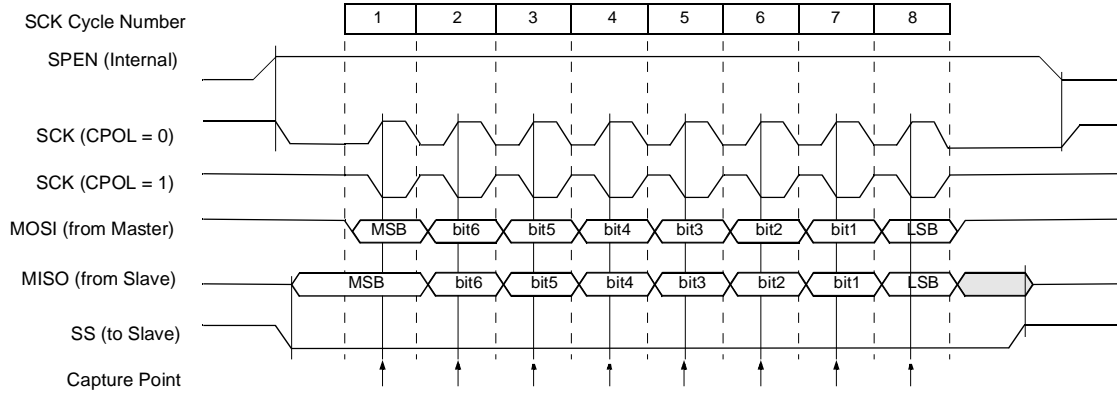 SCK Cycle Number 1 2 3 4 5 6 7 8
SPEN (Internal)
SCK (CPOL = 0)
SCK (CPOL = 1)
MOSI (from Master) MSB bit6 bit5 bit4 bit3 bit2 bit1 LSB
MISO (from Slave) MSB bit6 bit5 bit4 bit3 bit2 bit1 LSB
SS (to Slave)
Capture Point